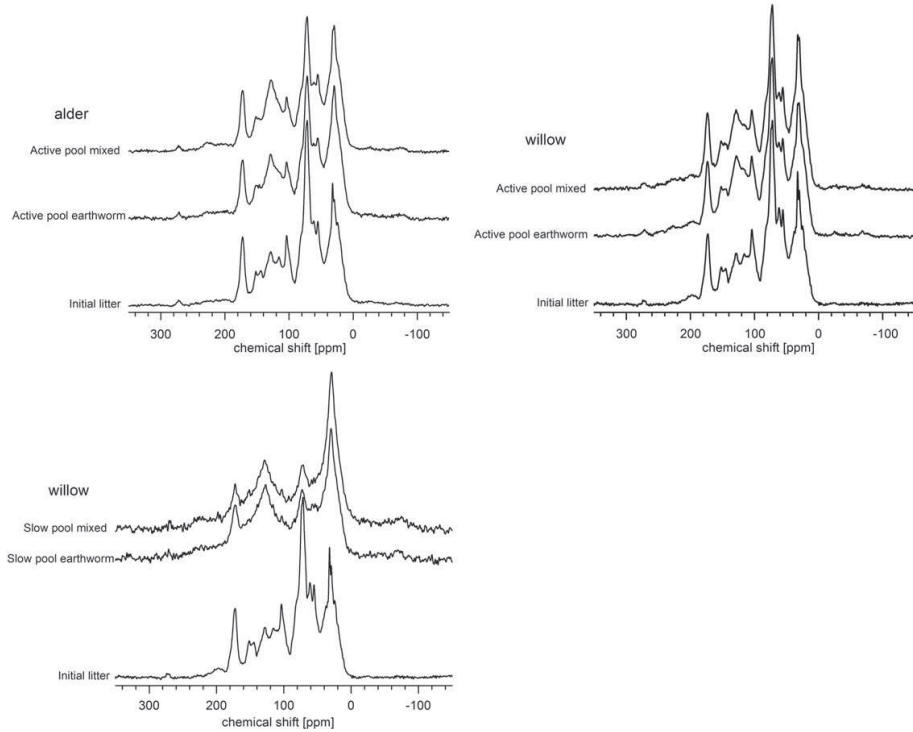 alder
Active pool mixed
Active pool earthworm
Initial litter
300 200 100 0 -100
chemical shift [ppm]
willow
Active pool mixed
Active pool earthworm
Initial litter
300 200 100 0 -100
chemical shift [ppm]
willow
Slow pool mixed
Slow pool earthworm
Initial litter
300 200 100 0 -100
chemical shift [ppm]